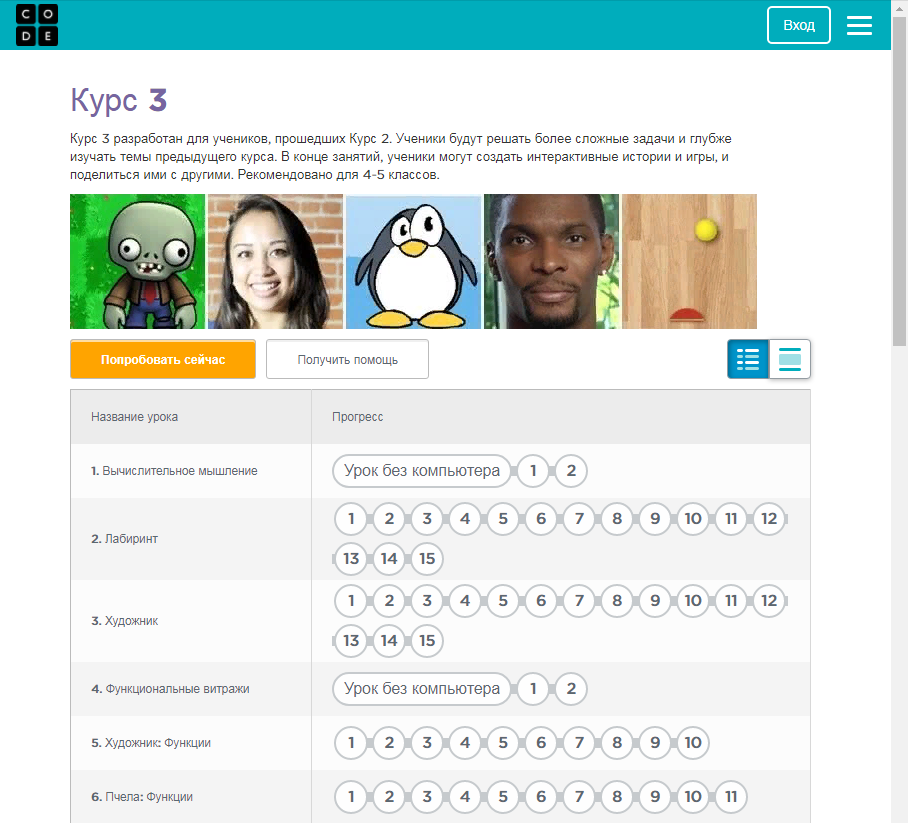 C O
D E
Вход
Курс 3
Курс 3 разработан для учеников, прошедших Курс 2. Ученики будут решать более сложные задачи и глубже
изучать темы предыдущего курса. В конце занятий, ученики могут создать интерактивные истории и игры, и
поделиться ими с другими. Рекомендовано для 4-5 классов.
Попробовать сейчас
Получить помощь
Название урока Прогресс
1. Вычислительное мышление Урок без компьютера 1 2
2. Лабиринт 1 2 3 4 5 6 7 8 9 10 11 12
13 14 15
3. Художник 1 2 3 4 5 6 7 8 9 10 11 12
13 14 15
4. Функциональные витражи Урок без компьютера 1 2
5. Художник: Функции 1 2 3 4 5 6 7 8 9 10
6. Пчела: Функции 1 2 3 4 5 6 7 8 9 10 11